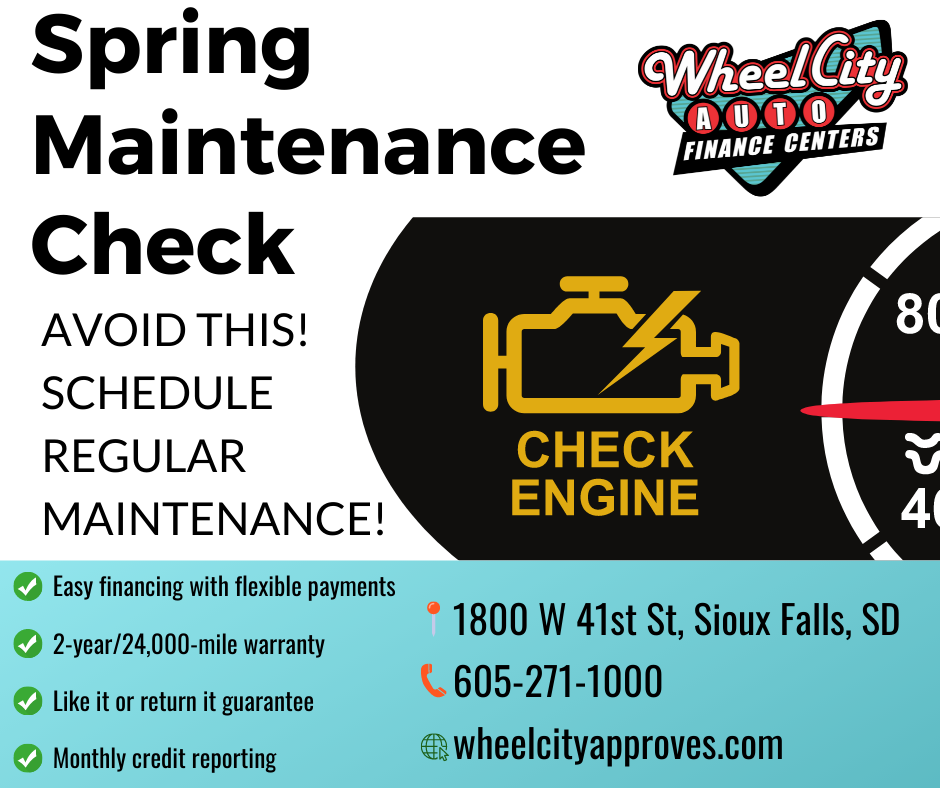 Spring
Maintenance
Check
Wheel City
AUTO
FINANCE CENTERS
AVOID THIS!
SCHEDULE
REGULAR
MAINTENANCE!
CHECK
ENGINE
80
40
Easy financing with flexible payments
2-year/24,000-mile warranty
Like it or return it guarantee
Monthly credit reporting
1800 W 41st St, Sioux Falls, SD
605-271-1000
wheelcityapproves.com